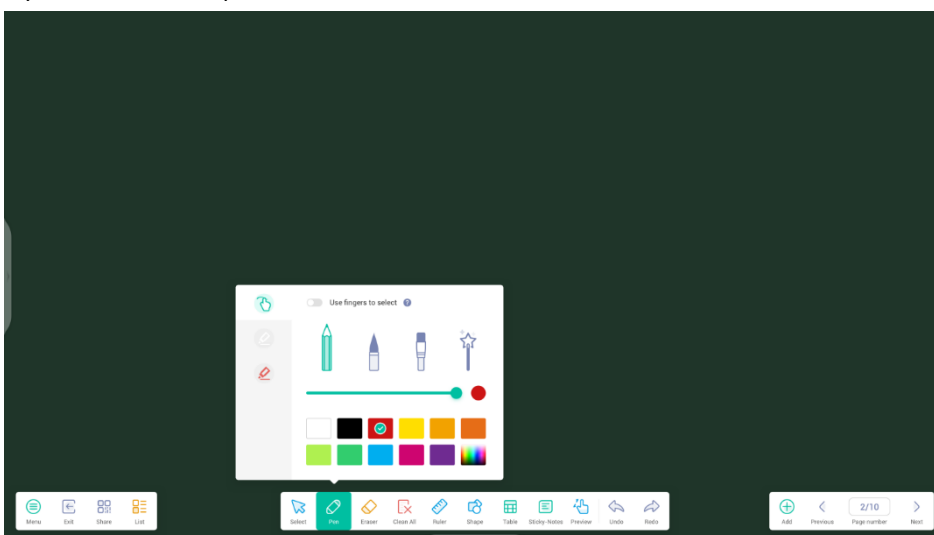 Use fingers to select ?
Menu Exit Share List Select Pen Eraser Clean All Ruler Shape Table Sticky-Notes Preview Undo Redo Add Previous 2/10 Page number Next